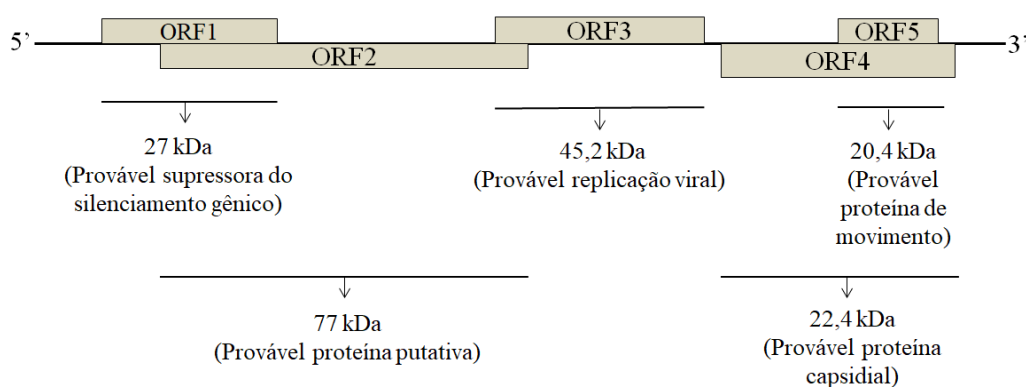 5’
ORF1
ORF2
ORF3
ORF5
ORF4
3’
27 kDa
(Provável supressora do
silenciamento gênico)
45,2 kDa
(Provável replicação viral)
20,4 kDa
(Provável
proteína de
movimento)
77 kDa
(Provável proteína putativa)
22,4 kDa
(Provável proteína
capsidial)